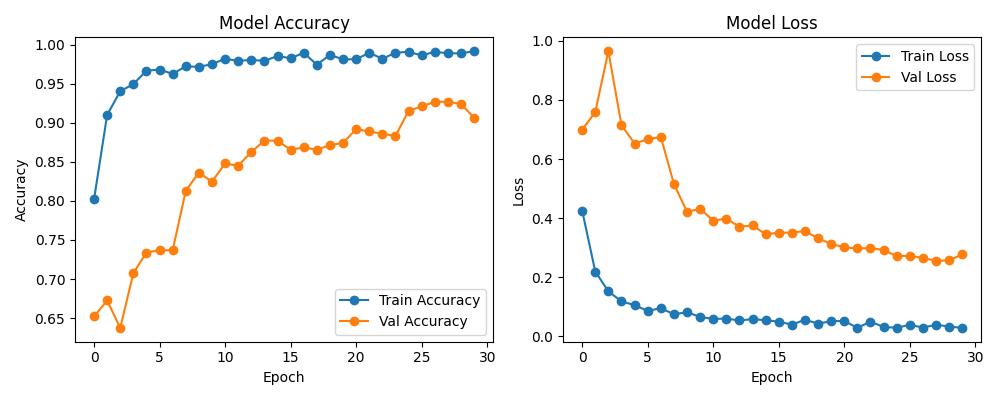 Model Accuracy
1.00
0.95
0.90
0.85
0.80
0.75
0.70
0.65
Accuracy
0
5
10
15
20
25
30
Epoch
Train Accuracy
Val Accuracy
Model Loss
1.0
0.8
0.6
0.4
0.2
0.0
Loss
0
5
10
15
20
25
30
Epoch
Train Loss
Val Loss